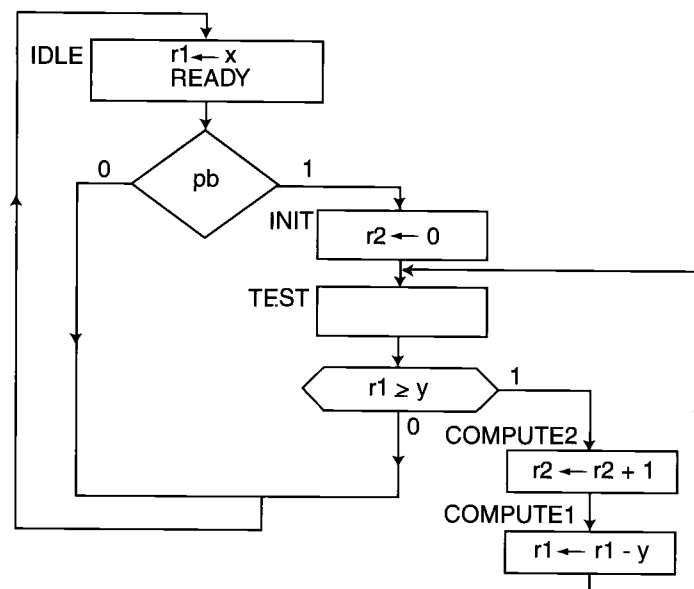 IDLE
r1 ← x
READY
0
pb
1
INIT
r2 ← 0
TEST
r1 ≥ y
1
0
COMPUTE2
r2 ← r2 + 1
COMPUTE1
r1 ← r1 - y